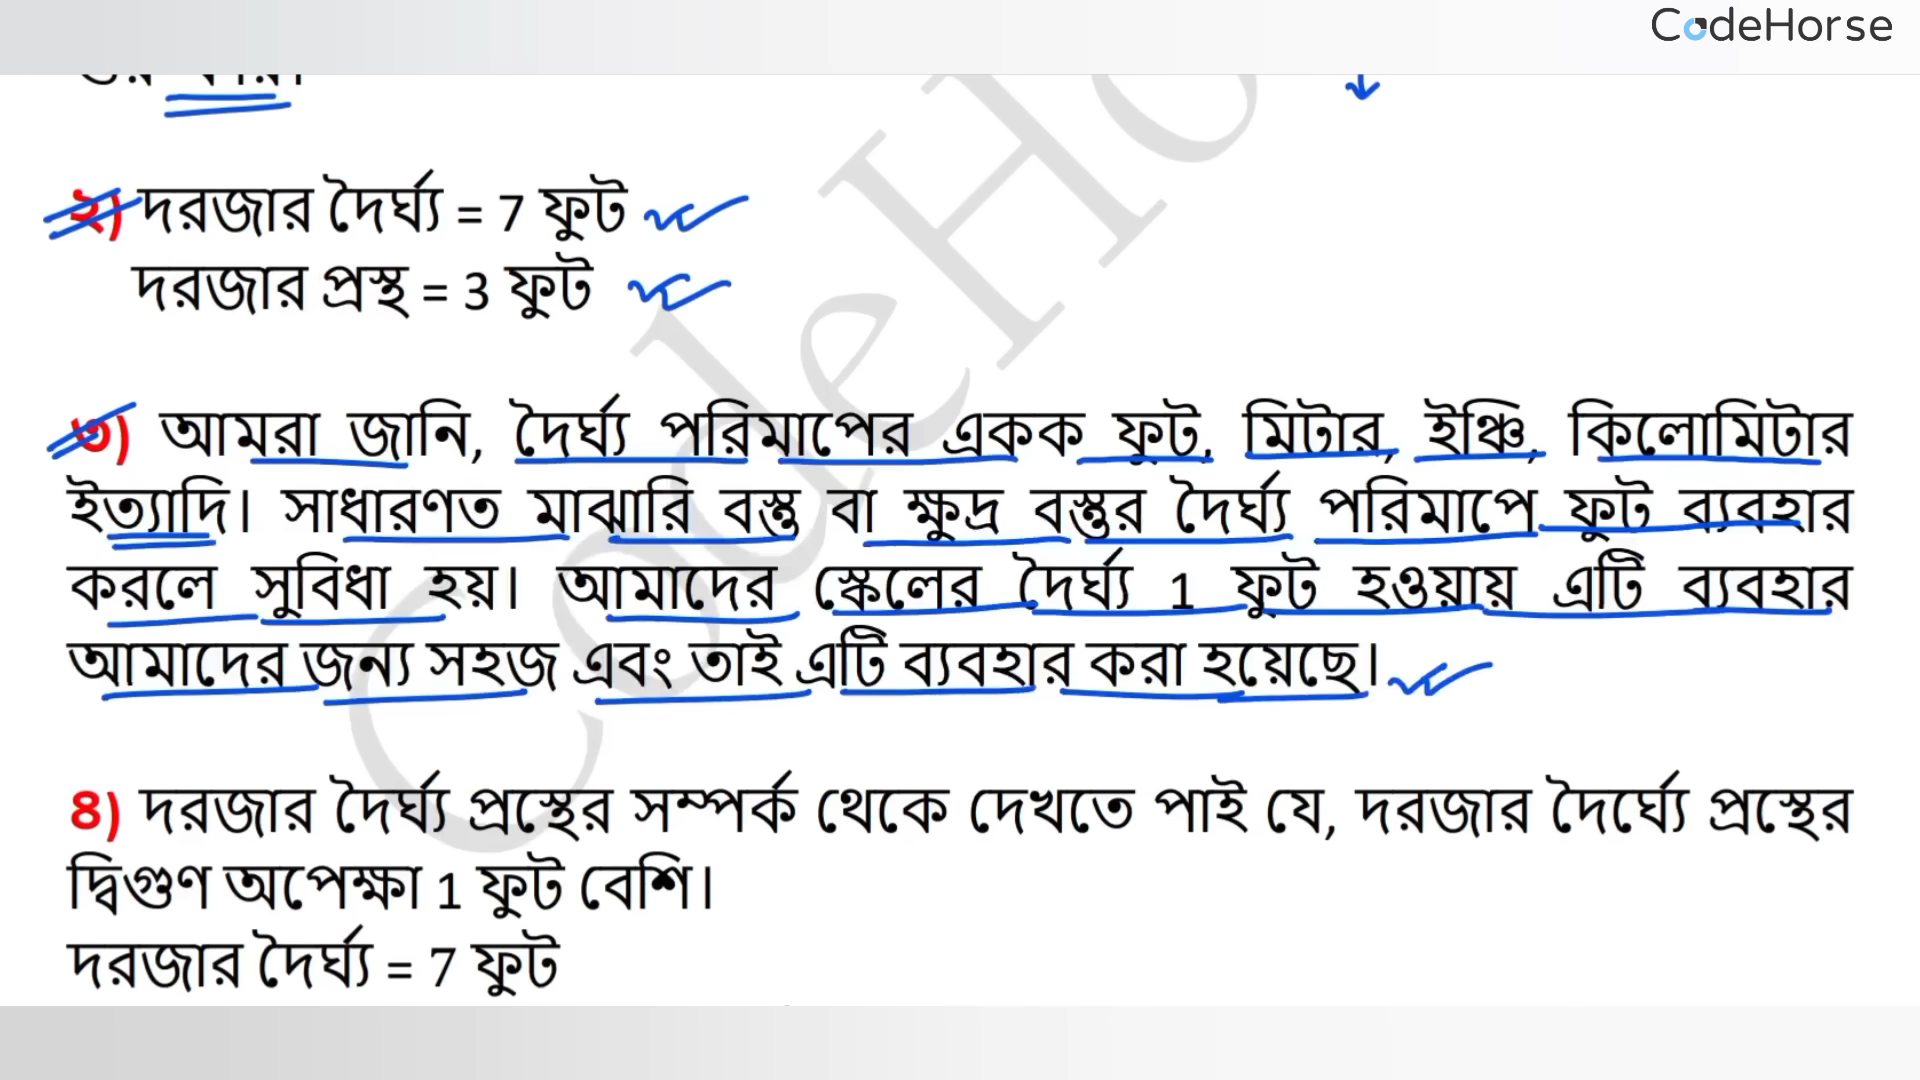 CodeHorse
২) দরজার দৈর্ঘ্য = 7 ফুট
দরজার প্রস্থ = 3 ফুট
৩) আমরা জানি, দৈর্ঘ্য পরিমাপের একক ফুট, মিটার, ইঞ্চি, কিলোমিটার
ইত্যাদি। সাধারণত মাঝারি বস্তু বা ক্ষুদ্র বস্তুর দৈর্ঘ্য পরিমাপে ফুট ব্যবহার
করলে সুবিধা হয়। আমাদের স্কেলের দৈর্ঘ্য 1 ফুট হওয়ায় এটি ব্যবহার
আমাদের জন্য সহজ এবং তাই এটি ব্যবহার করা হয়েছে।
৪) দরজার দৈর্ঘ্য প্রস্থের সম্পর্ক থেকে দেখতে পাই যে, দরজার দৈর্ঘ্যে প্রস্থের
দ্বিগুণ অপেক্ষা 1 ফুট বেশি।
দরজার দৈর্ঘ্য = 7 ফুট
CodeHo